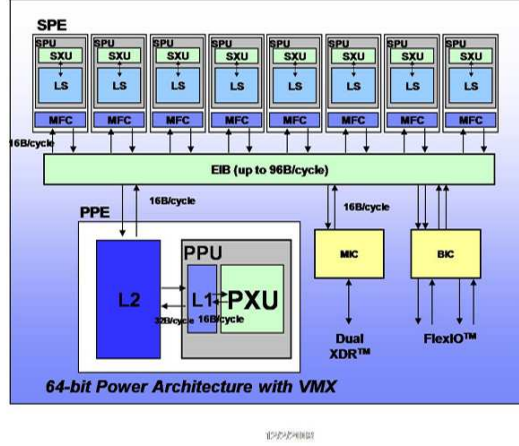 SPE
SPU SPU SPU SPU SPU SPU SPU SPU
SXU SXU SXU SXU SXU SXU SXU SXU
LS LS LS LS LS LS LS LS
MFC MFC MFC MFC MFC MFC MFC MFC
16B/cycle
EIB (up to 96B/cycle)
16B/cycle 16B/cycle
PPE
PPU
MIC BIC
L2 L1 PXU
32B/cycle 16B/cycle
Dual
XDR™
FlexIO™
64-bit Power Architecture with VMX